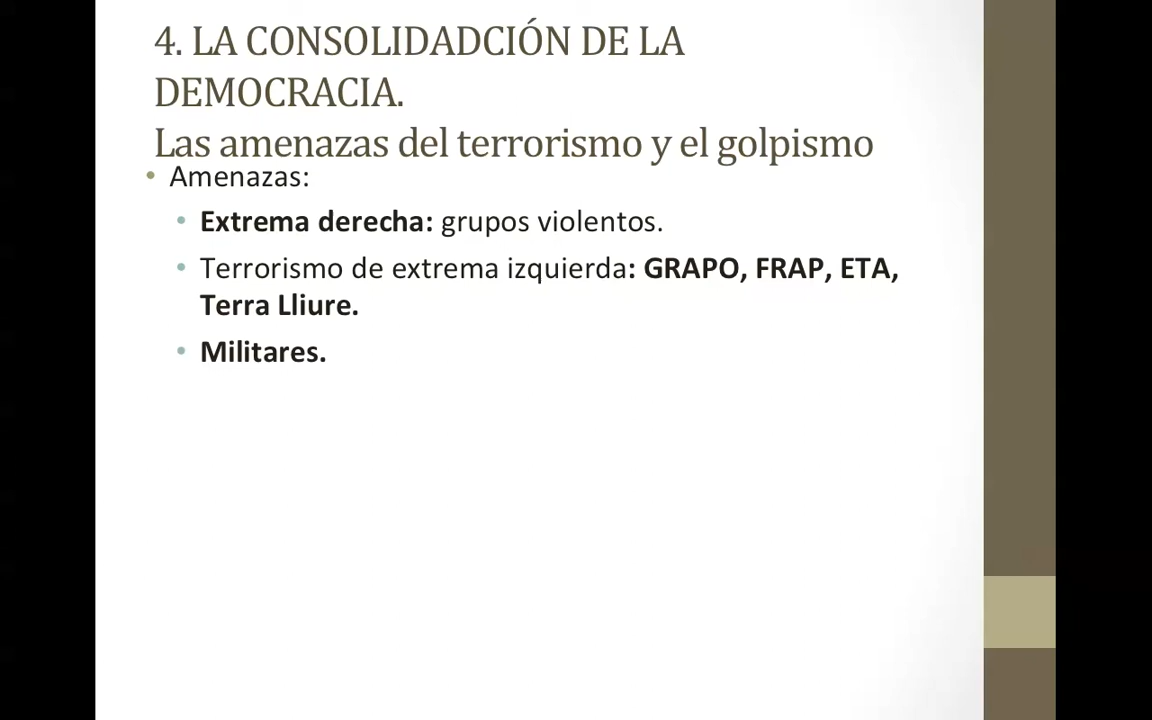 4. LA CONSOLIDADCIÓN DE LA
DEMOCRACIA.
Las amenazas del terrorismo y el golpismo
• Amenazas:
• Extrema derecha: grupos violentos.
• Terrorismo de extrema izquierda: GRAPO, FRAP, ETA,
Terra Lliure.
• Militares.